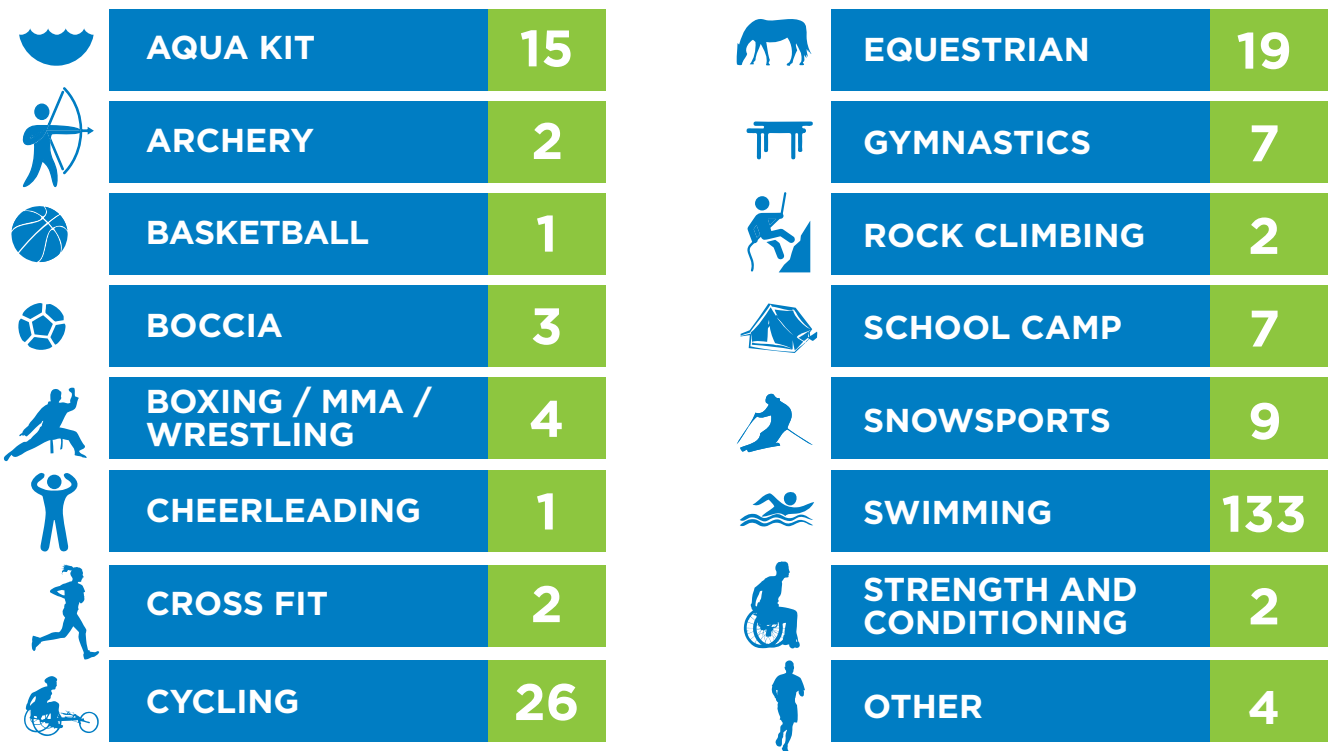 AQUA KIT 15
ARCHERY 2
BASKETBALL 1
BOCCIA 3
BOXING / MMA /
WRESTLING 4
CHEERLEADING 1
CROSS FIT 2
CYCLING 26
EQUESTRIAN 19
GYMNASTICS 7
ROCK CLIMBING 2
SCHOOL CAMP 7
SNOWSPORTS 9
SWIMMING 133
STRENGTH AND
CONDITIONING 2
OTHER 4